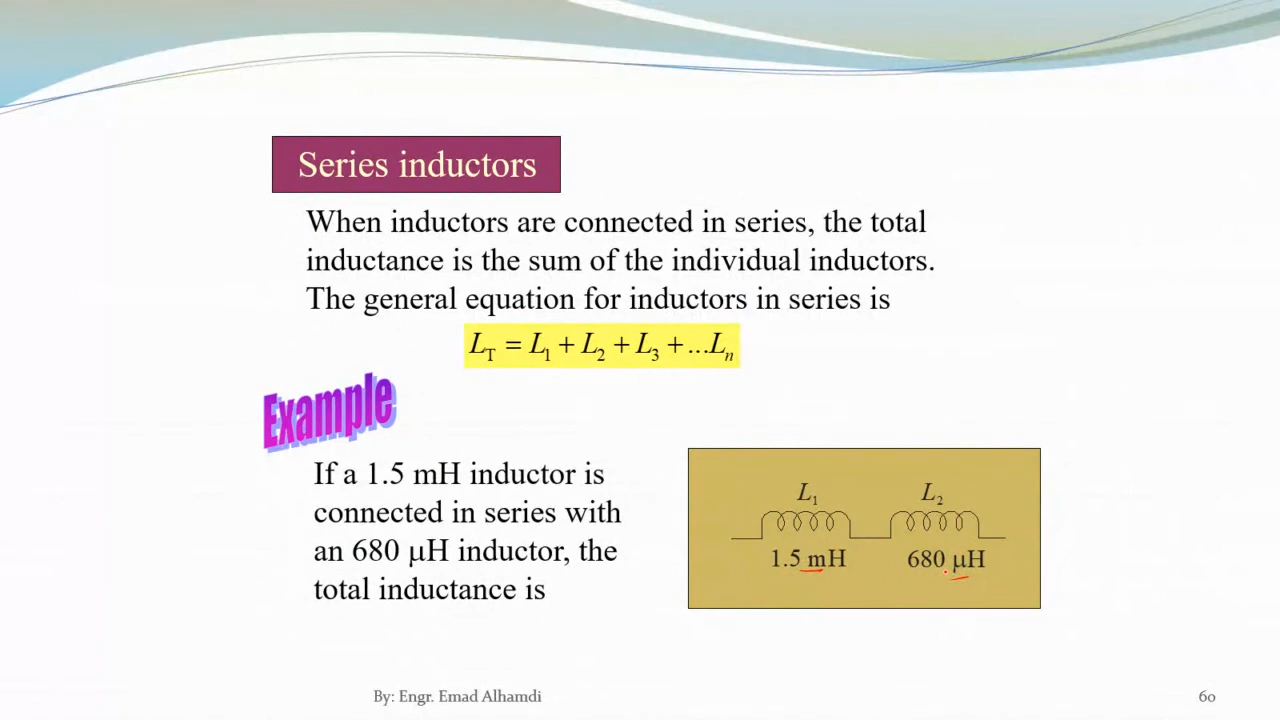 Series inductors
When inductors are connected in series, the total
inductance is the sum of the individual inductors.
The general equation for inductors in series is
L_T = L_1 + L_2 + L_3 + ...L_n
Example
If a 1.5 mH inductor is
connected in series with
an 680 μH inductor, the
total inductance is
L_1 L_2
1.5 mH 680 μH
By: Engr. Emad Alhamdi 60